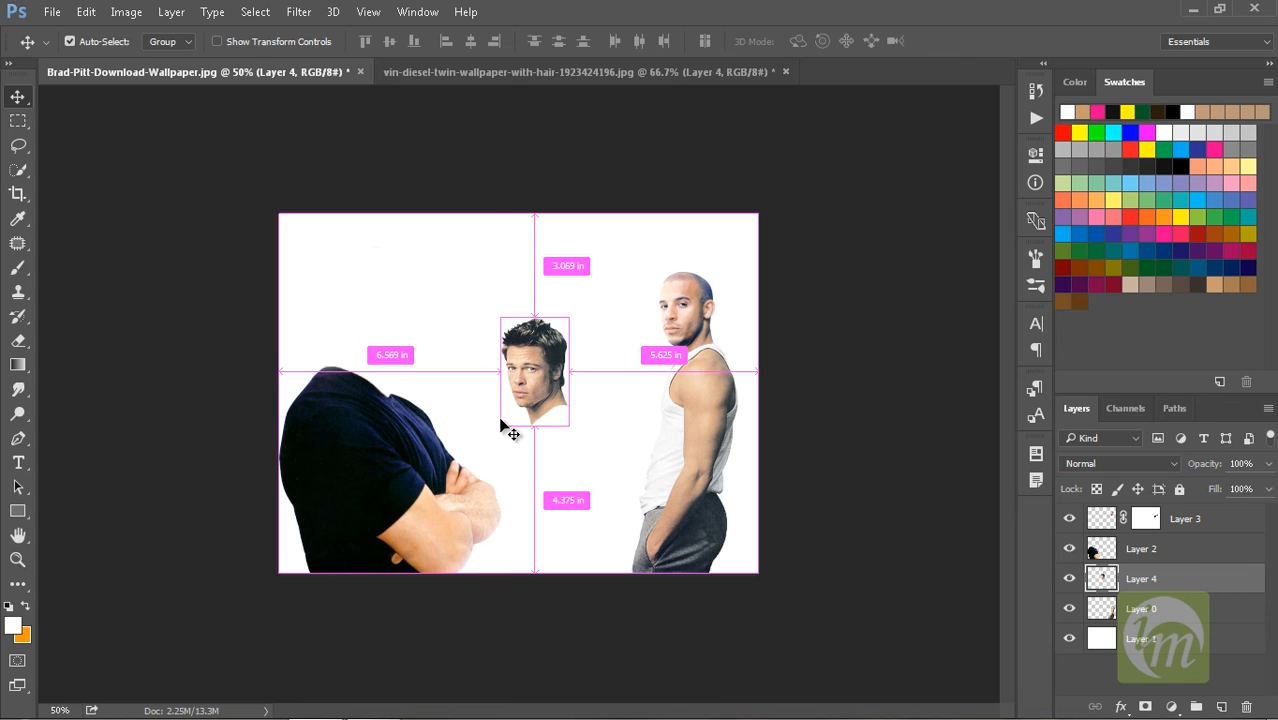 Ps File Edit Image Layer Type Select Filter 3D View Window Help
Auto-Select: Group Show Transform Controls 3D Mode: Essentials
Brad-Pitt-Download-Wallpaper.jpg @ 50% (Layer 4, RGB/8#) * × vin-diesel-twin-wallpaper-with-hair-1923424196.jpg @ 66.7% (Layer 4, RGB/8#) * ×
Color Swatches
3.069 in
6.569 in
5.625 in
4.375 in
Layers Channels Paths
Kind
Normal Opacity: 100%
Lock: Fill: 100%
Layer 3
Layer 2
Layer 4
Layer 0
Layer 1
lm
50% Doc: 2.25M/13.3M